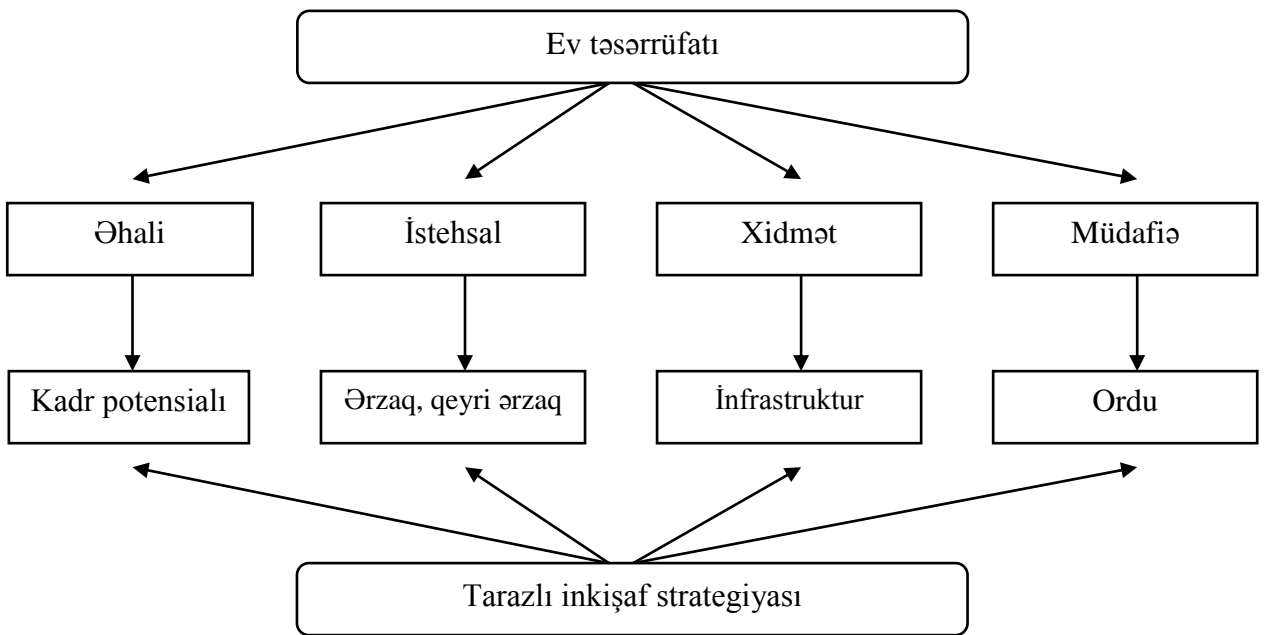 Ev təsərrüfatı
Əhali
İstehsal
Xidmət
Müdafiə
Kadr potensialı
Ərzaq, qeyri ərzaq
İnfrastruktur
Ordu
Tarazlı inkişaf strategiyası